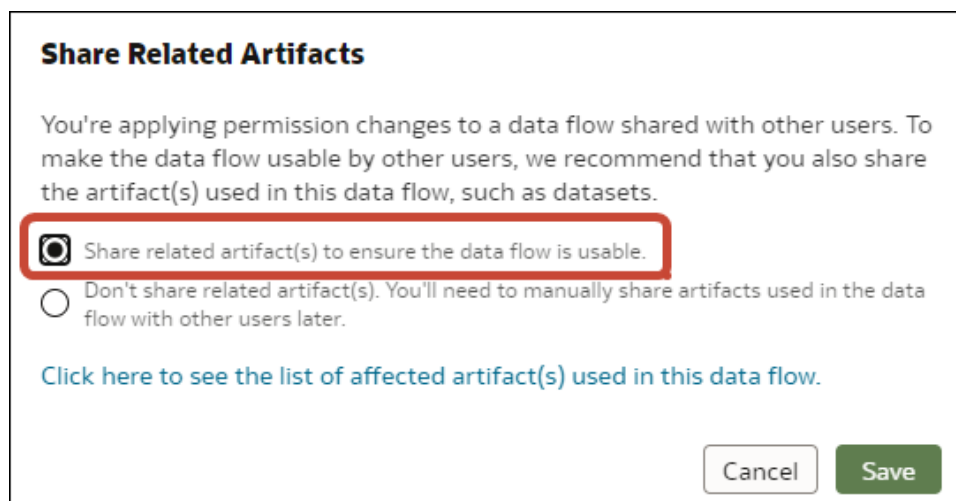 Share Related Artifacts
You're applying permission changes to a data flow shared with other users. To
make the data flow usable by other users, we recommend that you also share
the artifact(s) used in this data flow, such as datasets.
Share related artifact(s) to ensure the data flow is usable.
Don't share related artifact(s). You'll need to manually share artifacts used in the data
flow with other users later.
Click here to see the list of affected artifact(s) used in this data flow.
Cancel Save